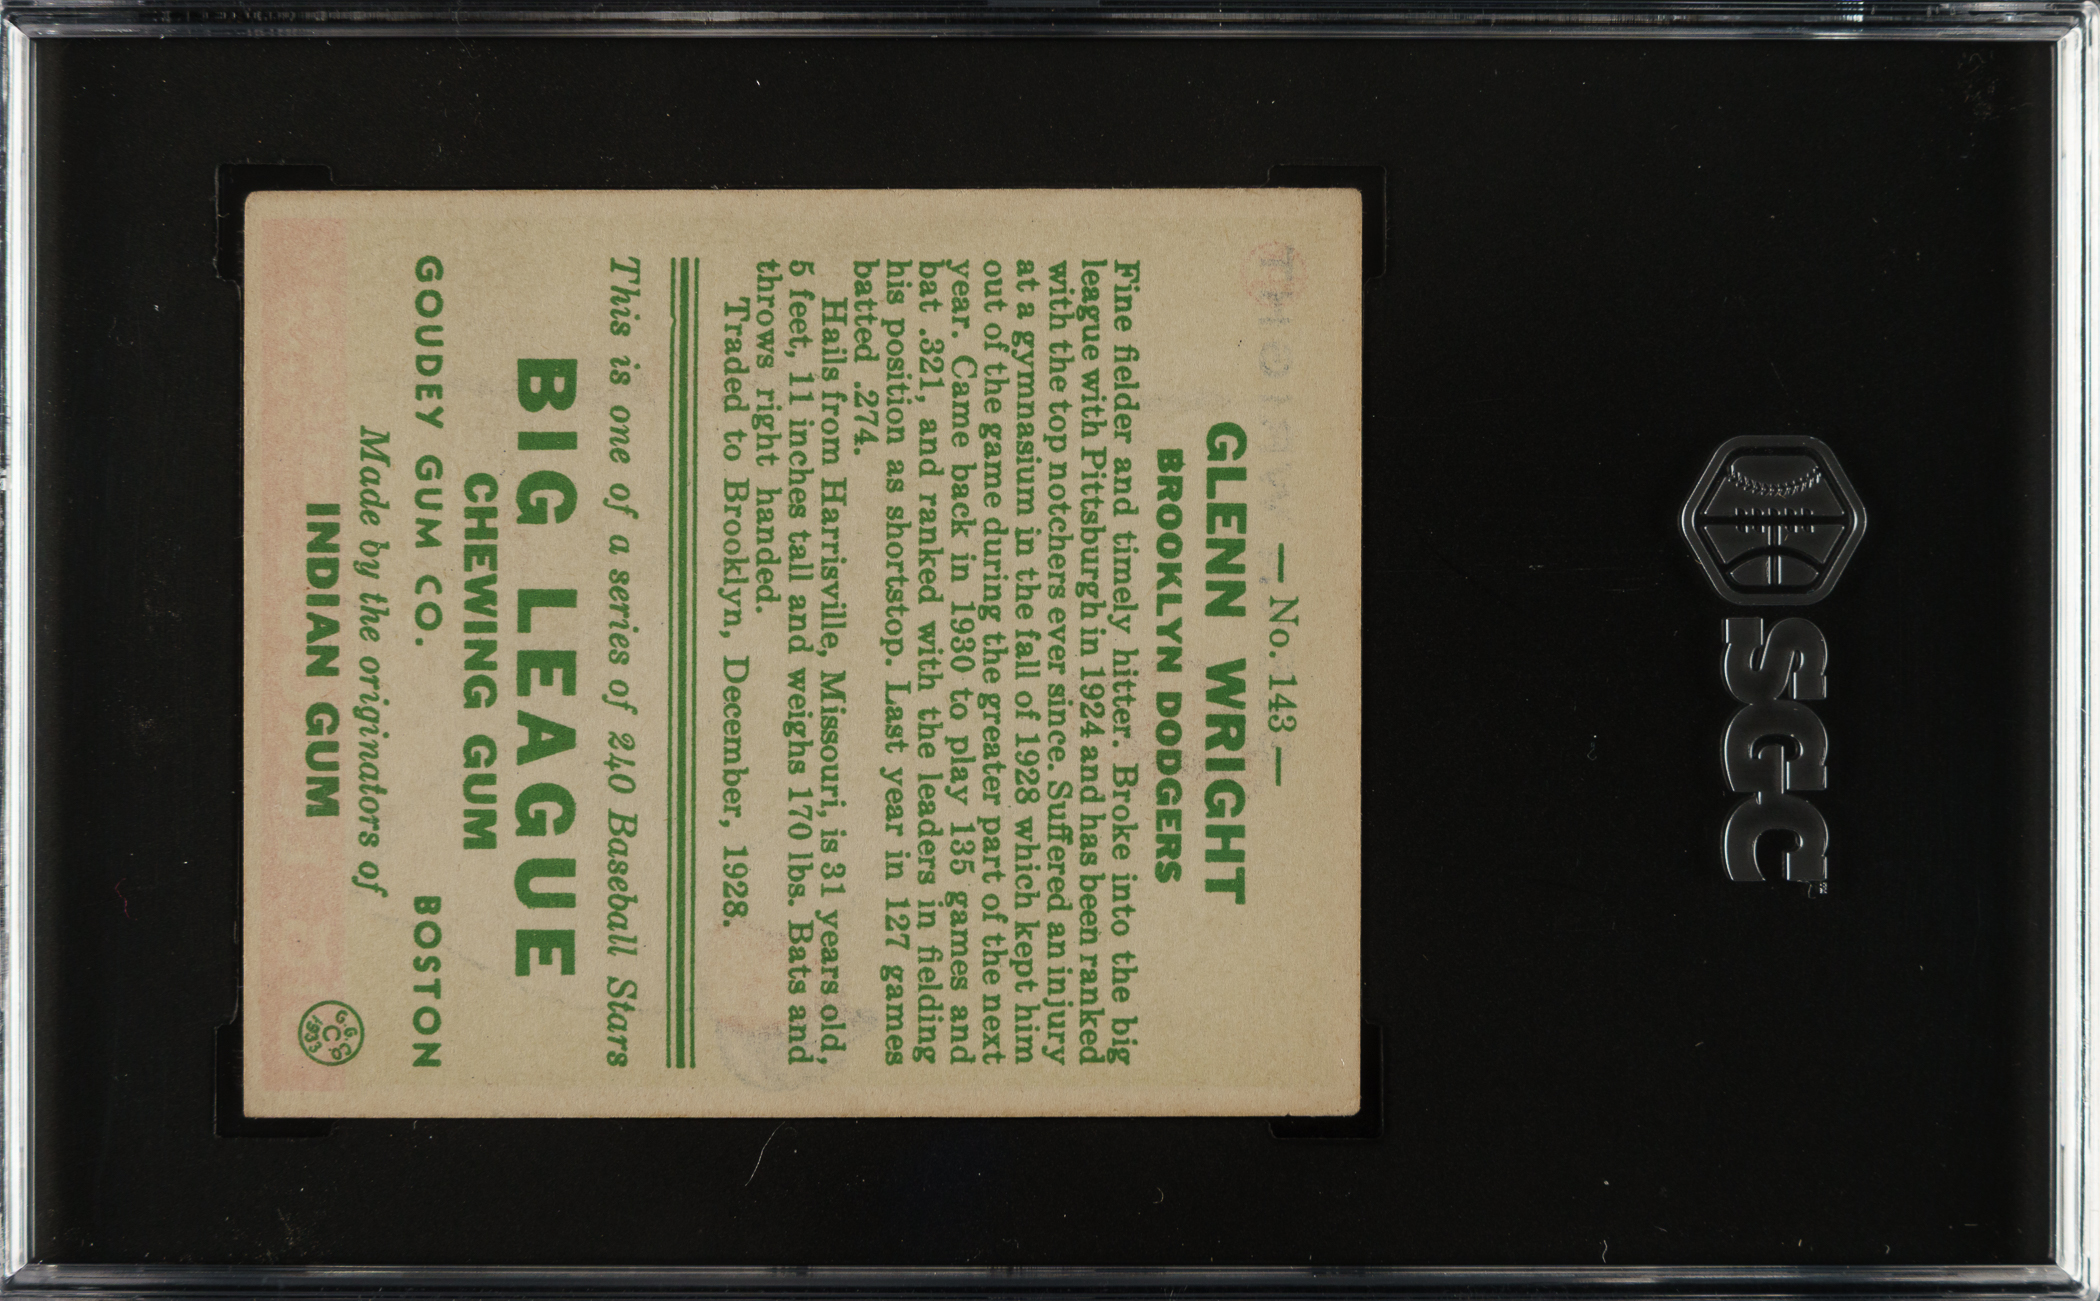 — No. 143 —
GLENN WRIGHT
BROOKLYN DODGERS
Fine fielder and timely hitter. Broke into the big
league with Pittsburgh in 1924 and has been ranked
with the top notchers ever since. Suffered an injury
at a gymnasium in the fall of 1928 which kept him
out of the game during the greater part of the next
year. Came back in 1930 to play 135 games and
bat .321, and ranked with the leaders in fielding
his position as shortstop. Last year in 127 games
batted .274.
Hails from Harrisville, Missouri, is 31 years old,
5 feet, 11 inches tall and weighs 170 lbs. Bats and
throws right handed.
Traded to Brooklyn, December, 1928.
This is one of a series of 240 Baseball Stars
BIG LEAGUE
CHEWING GUM
GOUDEY GUM CO. BOSTON
Made by the originators of
INDIAN GUM
G.G.Co.
C
1933
SGC